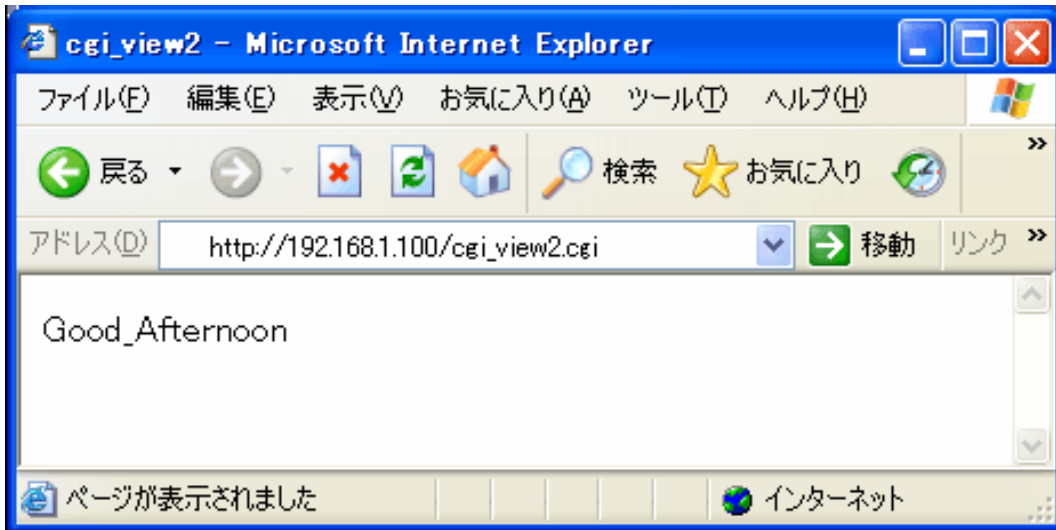 cgi_view2 - Microsoft Internet Explorer
ファイル(F) 編集(E) 表示(V) お気に入り(A) ツール(T) ヘルプ(H)
戻る 検索 お気に入り »
アドレス(D) http://192.168.1.100/cgi_view2.cgi 移動 リンク »
Good_Afternoon
ページが表示されました インターネット